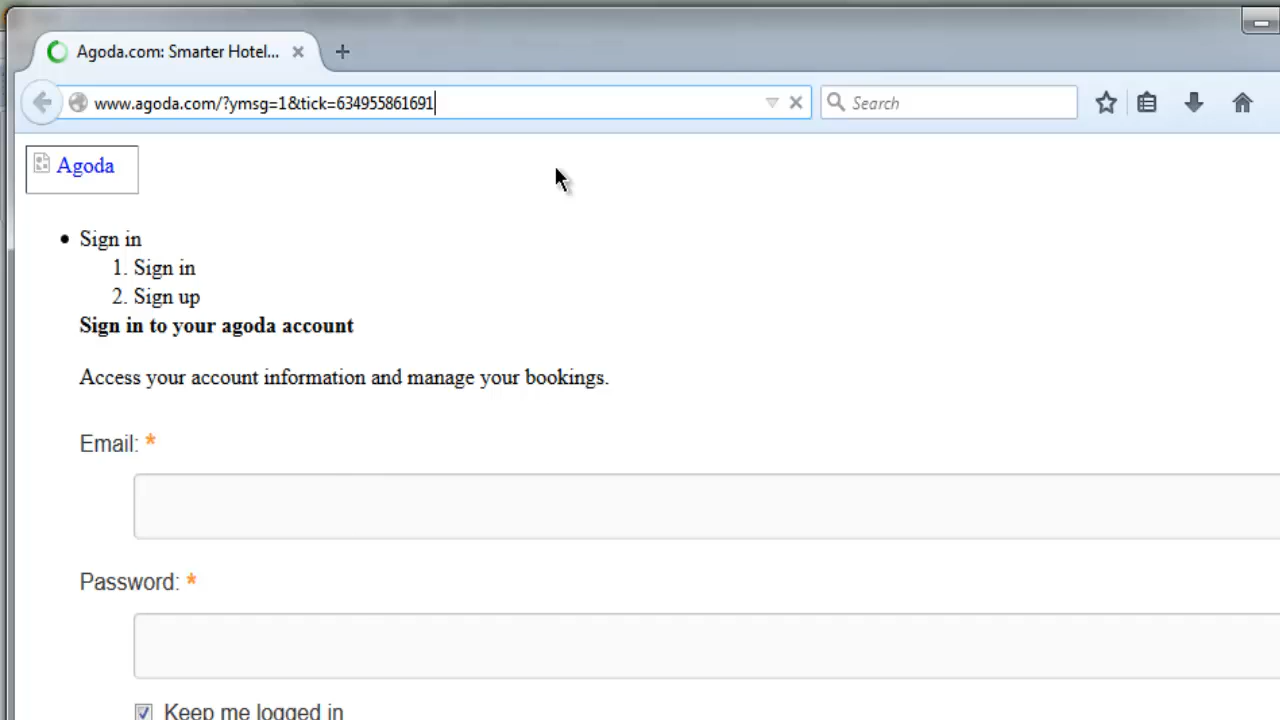 Agoda.com: Smarter Hotel...
www.agoda.com/?ymsg=1&tick=634955861691
Search
Agoda
Sign in
1. Sign in
2. Sign up
Sign in to your agoda account
Access your account information and manage your bookings.
Email: *
Password: *
Keep me logged in